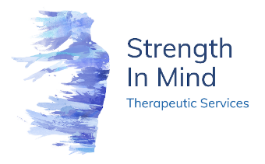 Strength
In Mind
Therapeutic Services